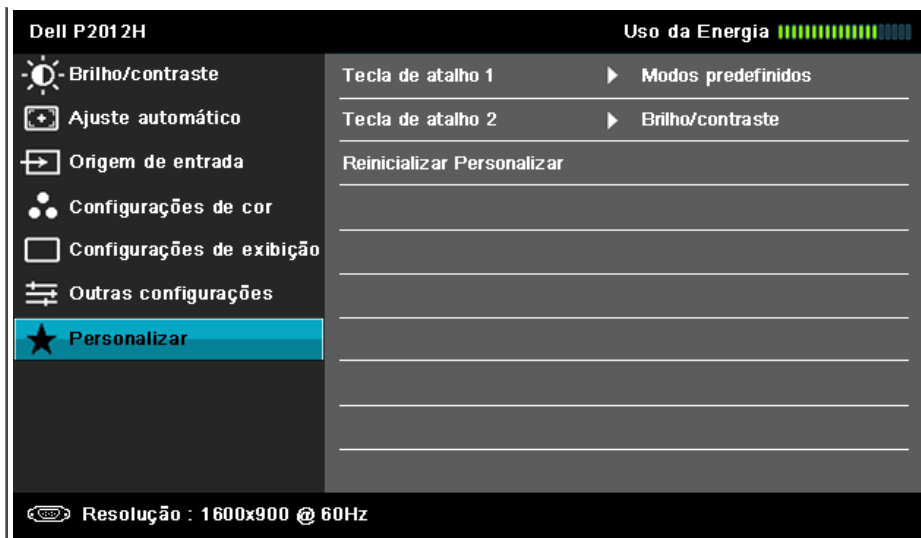 Dell P2012H
Uso da Energia
Brilho/contraste
Ajuste automático
Origem de entrada
Configurações de cor
Configurações de exibição
Outras configurações
Personalizar
Tecla de atalho 1 Modos predefinidos
Tecla de atalho 2 Brilho/contraste
Reinicializar Personalizar
Resolução : 1600x900 @ 60Hz